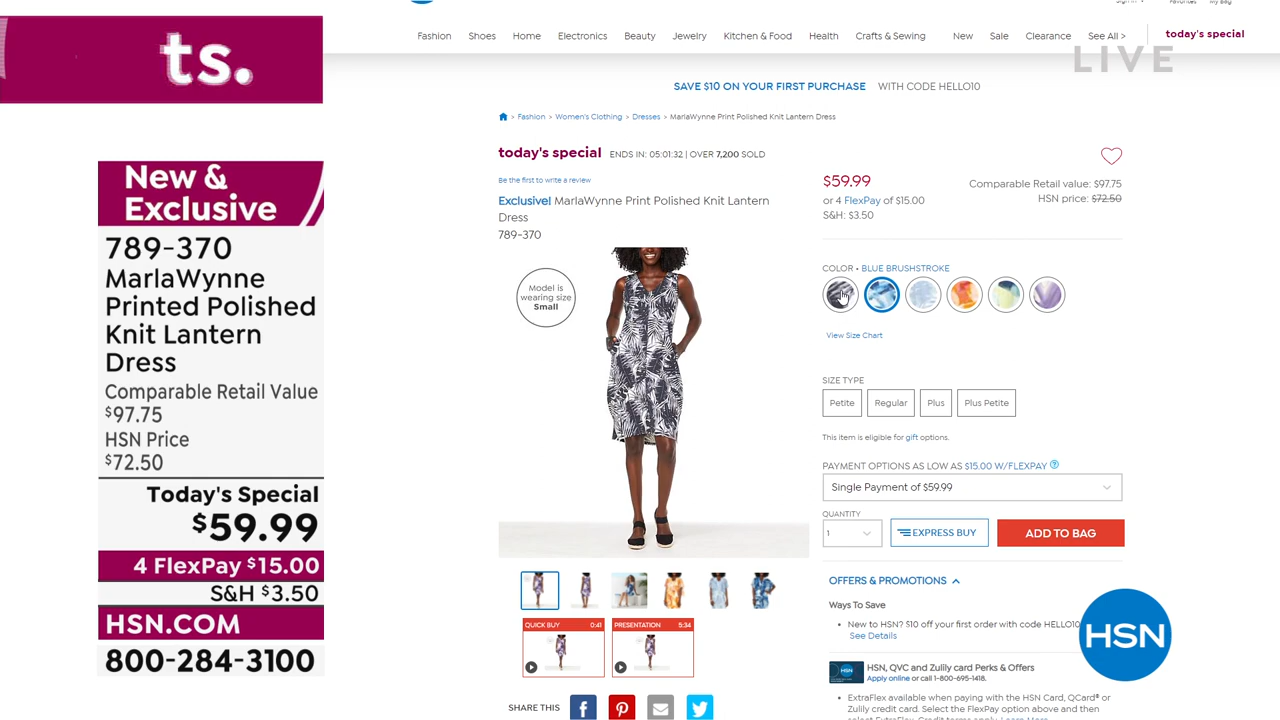 ts.
New &
Exclusive
789-370
MarlaWynne
Printed Polished
Knit Lantern
Dress
Comparable Retail Value
$97.75
HSN Price
$72.50
Today's Special
$59.99
4 FlexPay $15.00
S&H $3.50
HSN.COM
800-284-3100
Fashion Shoes Home Electronics Beauty Jewelry Kitchen & Food Health Crafts & Sewing New Sale Clearance See All > today's special
LIVE
SAVE $10 ON YOUR FIRST PURCHASE WITH CODE HELLO10
> Fashion > Women's Clothing > Dresses > MarlaWynne Print Polished Knit Lantern Dress
today's special ENDS IN: 05:01:32 | OVER 7,200 SOLD
Be the first to write a review
Exclusive! MarlaWynne Print Polished Knit Lantern
Dress
789-370
Model is
wearing size
Small
QUICK BUY 0:41
PRESENTATION 5:34
SHARE THIS
$59.99
or 4 FlexPay of $15.00
S&H: $3.50
Comparable Retail value: $97.75
HSN price: $72.50
COLOR • BLUE BRUSHSTROKE
View Size Chart
SIZE TYPE
Petite Regular Plus Plus Petite
This item is eligible for gift options.
PAYMENT OPTIONS AS LOW AS $15.00 W/FLEXPAY ?
Single Payment of $59.99
QUANTITY
1 EXPRESS BUY ADD TO BAG
OFFERS & PROMOTIONS
Ways To Save
• New to HSN? $10 off your first order with code HELLO10
See Details
HSN
HSN, QVC and Zulily card Perks & Offers
Apply online or call 1-800-695-1418.
• ExtraFlex available when paying with the HSN Card, QCard® or
Zulily credit card. Select the FlexPay option above and then
HSN